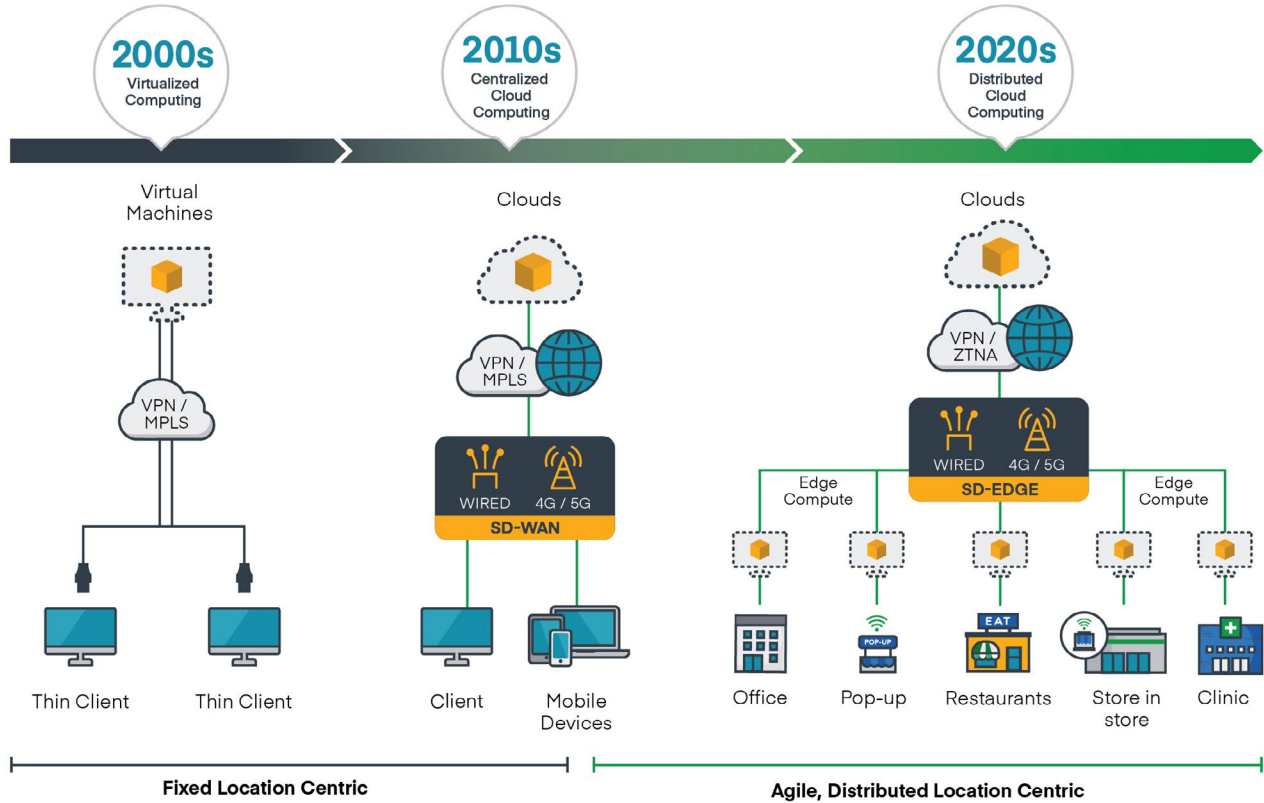 2000s
Virtualized
Computing
2010s
Centralized
Cloud
Computing
2020s
Distributed
Cloud
Computing
Virtual
Machines
VPN /
MPLS
Thin Client
Thin Client
Clouds
VPN /
MPLS
WIRED
4G / 5G
SD-WAN
Client
Mobile
Devices
Clouds
VPN /
ZTNA
WIRED
4G / 5G
SD-EDGE
Edge
Compute
Edge
Compute
POP-UP
EAT
Office
Pop-up
Restaurants
Store in
store
Clinic
Fixed Location Centric
Agile, Distributed Location Centric